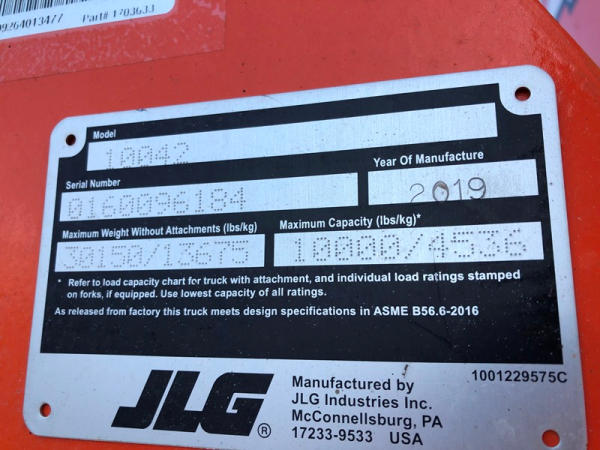 Part# 1703633
Model
10042
Serial Number
0160096184
Year Of Manufacture
2019
Maximum Weight Without Attachments (lbs/kg)
30150/13675
Maximum Capacity (lbs/kg)*
10000/4536
* Refer to load capacity chart for truck with attachment, and individual load ratings stamped
on forks, if equipped. Use lowest capacity of all ratings.
As released from factory this truck meets design specifications in ASME B56.6-2016
JLG®
Manufactured by
JLG Industries Inc.
McConnellsburg, PA
17233-9533 USA
1001229575C